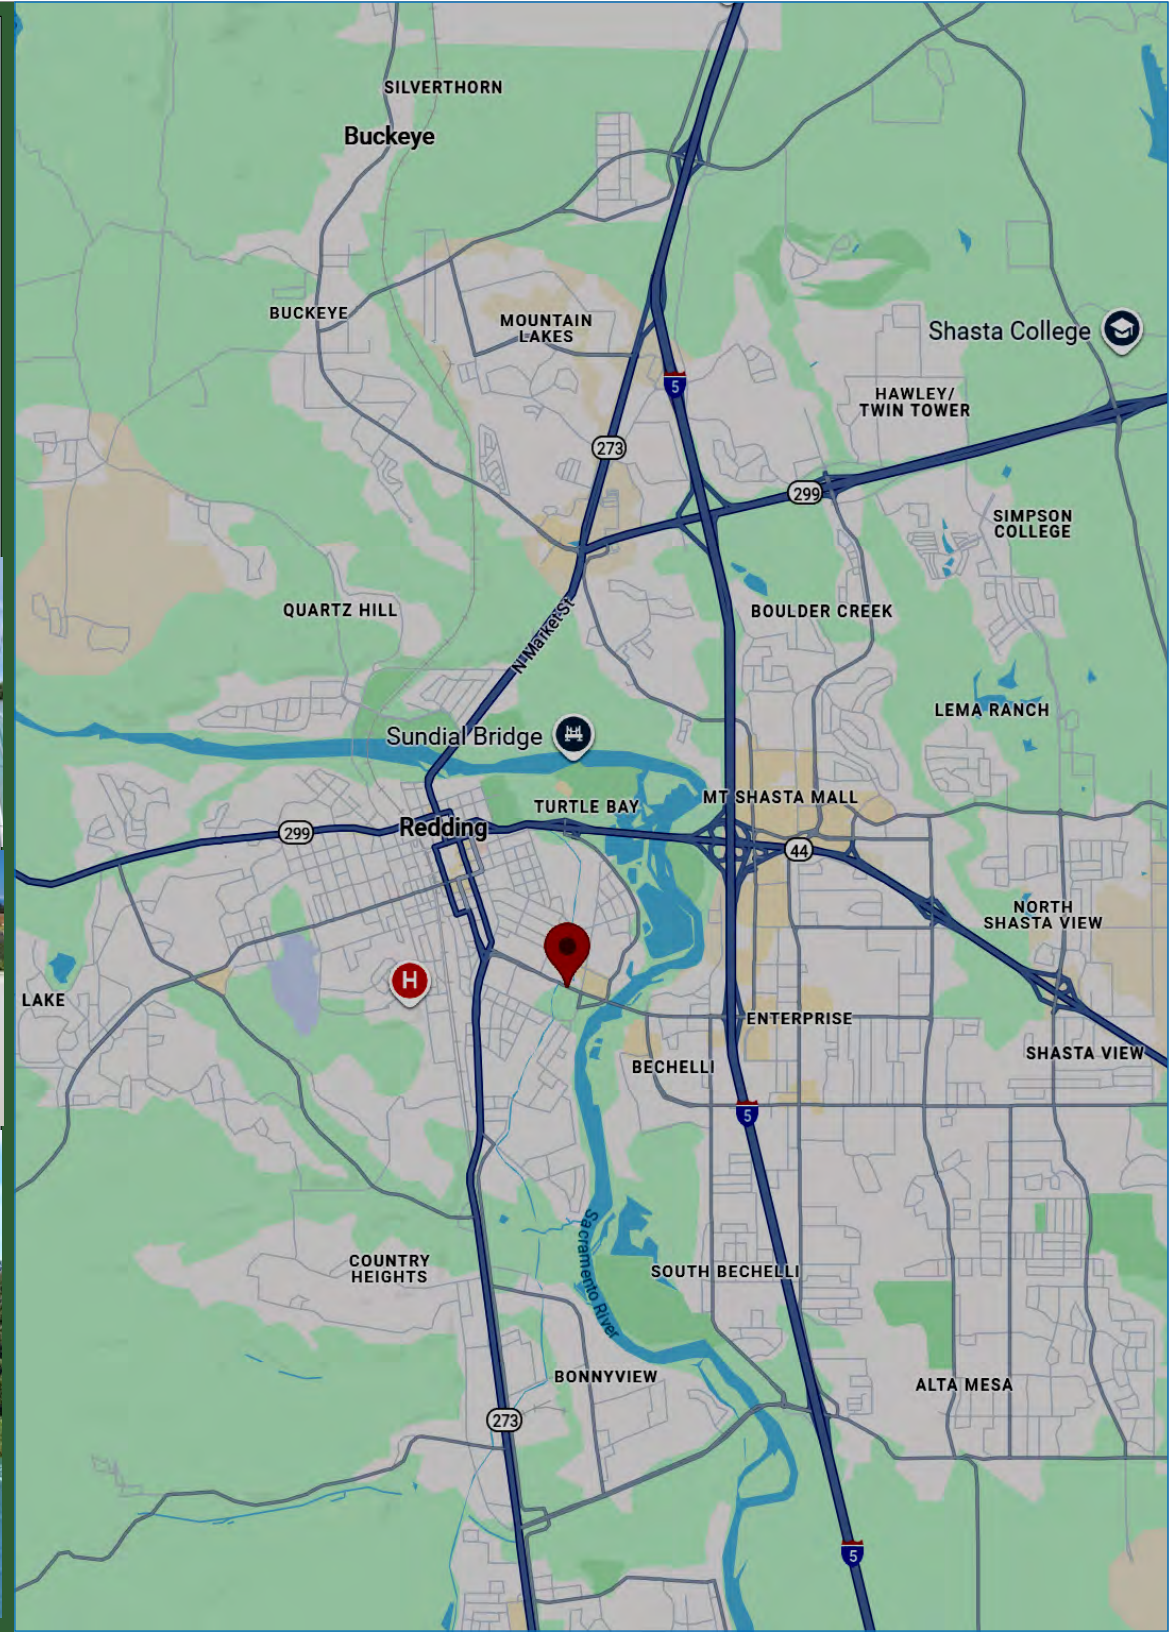 SILVERTHORN
Buckeye
BUCKEYE
MOUNTAIN
LAKES
Shasta College
5
HAWLEY/
TWIN TOWER
273
299
SIMPSON
COLLEGE
QUARTZ HILL
N Market St
BOULDER CREEK
LEMA RANCH
Sundial Bridge
TURTLE BAY
MT SHASTA MALL
Redding
299
44
NORTH
SHASTA VIEW
H
LAKE
ENTERPRISE
SHASTA VIEW
BECHELLI
5
Sacramento River
COUNTRY
HEIGHTS
SOUTH BECHELLI
BONNYVIEW
ALTA MESA
273
5